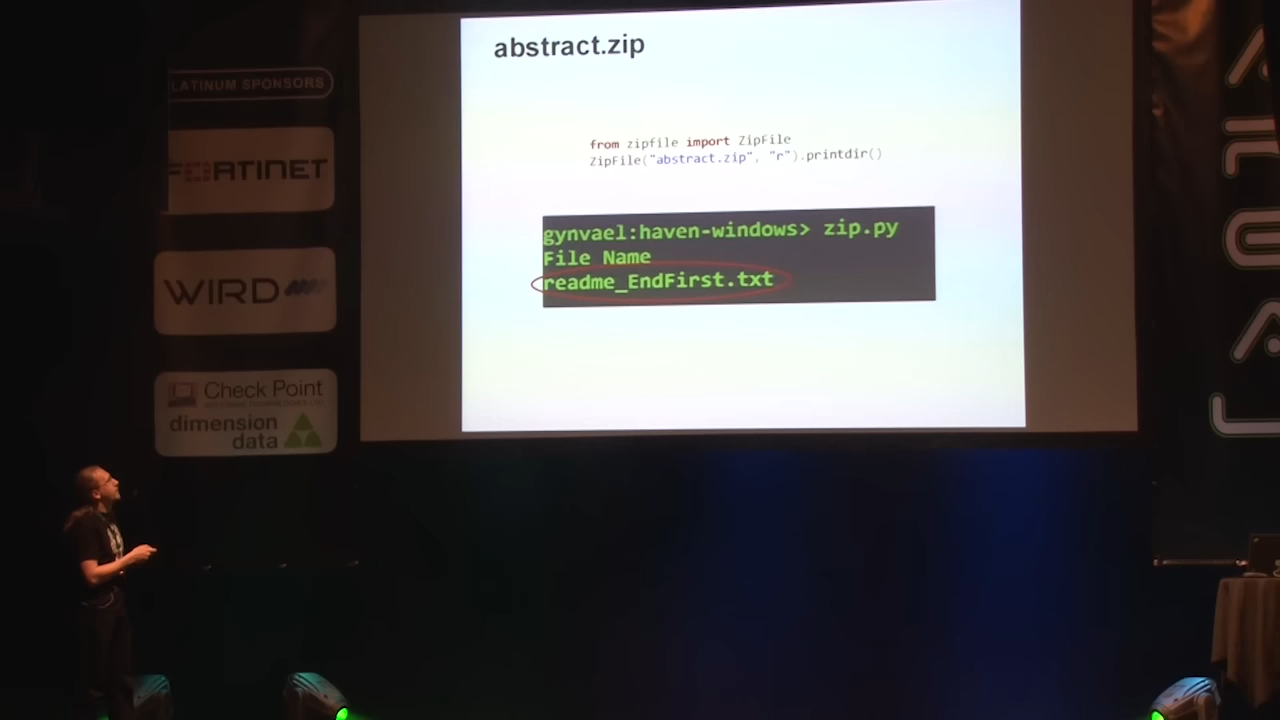 abstract.zip
from zipfile import ZipFile
ZipFile("abstract.zip", "r").printdir()
gynvael:haven-windows> zip.py
File Name
readme_EndFirst.txt
LATINUM SPONSORS
FORTINET
WIRD
Check Point
dimension
data